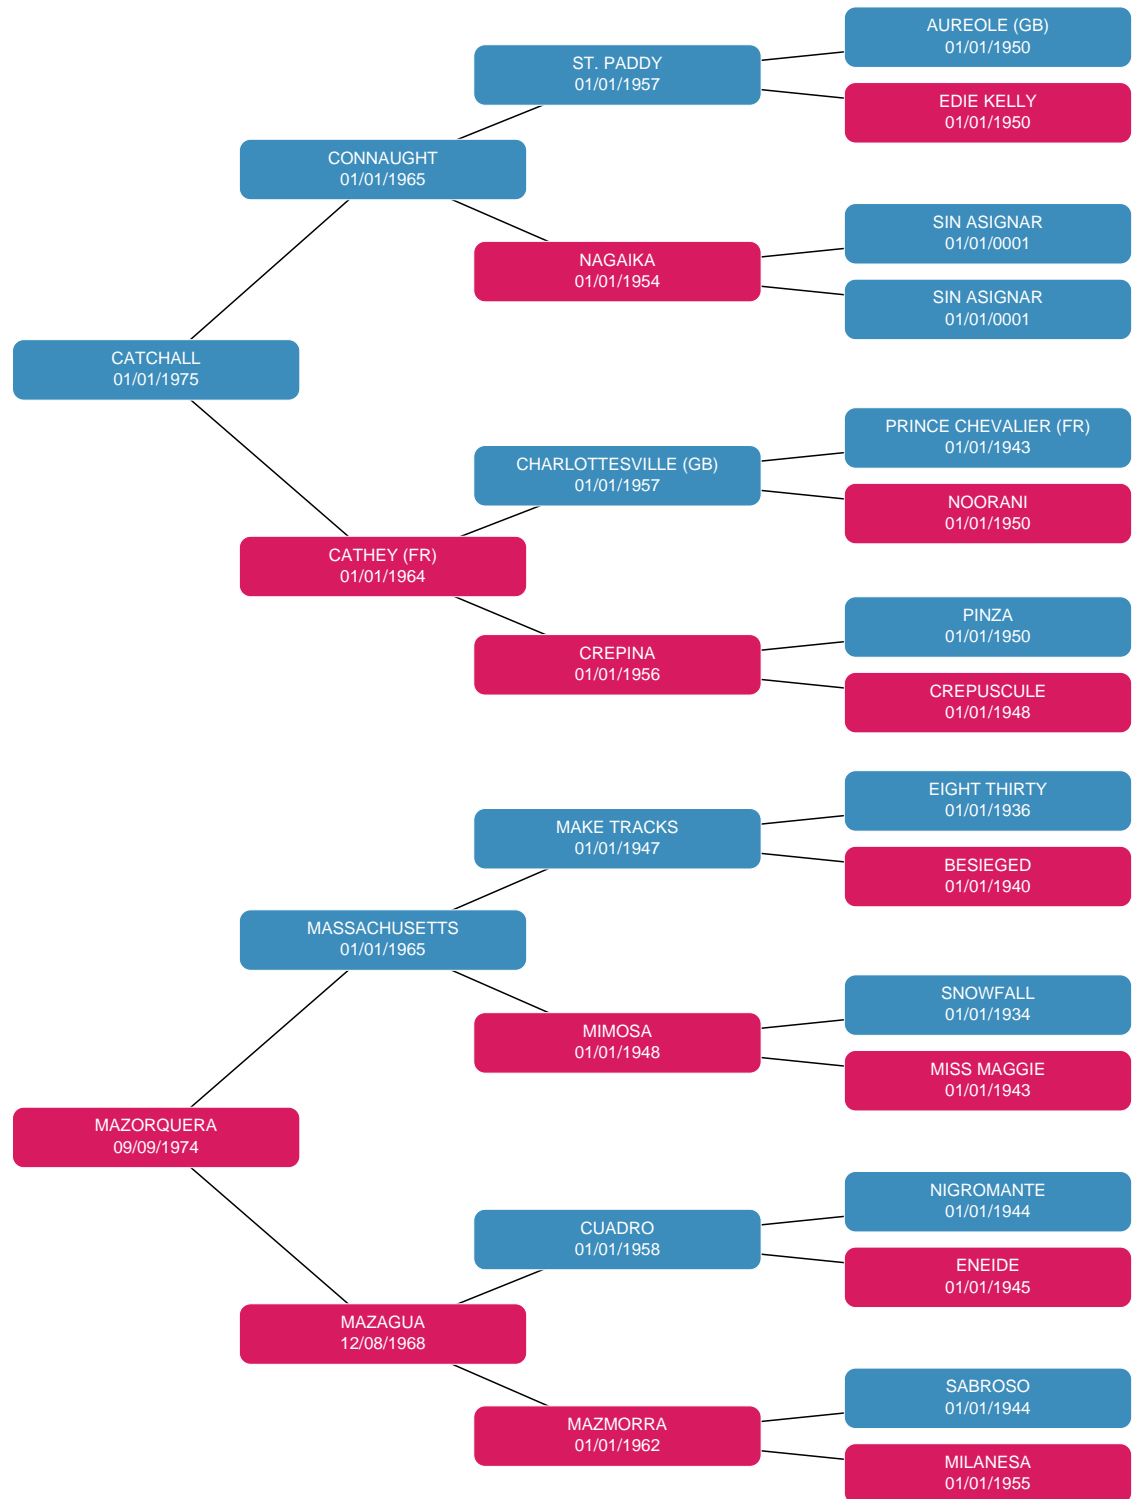 AUREOLE (GB)
01/01/1950
ST. PADDY
01/01/1957
EDIE KELLY
01/01/1950
CONNAUGHT
01/01/1965
SIN ASIGNAR
01/01/0001
NAGAIKA
01/01/1954
SIN ASIGNAR
01/01/0001
CATCHALL
01/01/1975
PRINCE CHEVALIER (FR)
01/01/1943
CHARLOTTESVILLE (GB)
01/01/1957
NOORANI
01/01/1950
CATHEY (FR)
01/01/1964
PINZA
01/01/1950
CREPINA
01/01/1956
CREPUSCULE
01/01/1948
EIGHT THIRTY
01/01/1936
MAKE TRACKS
01/01/1947
BESIEGED
01/01/1940
MASSACHUSETTS
01/01/1965
SNOWFALL
01/01/1934
MIMOSA
01/01/1948
MISS MAGGIE
01/01/1943
MAZORQUERA
09/09/1974
NIGROMANTE
01/01/1944
CUADRO
01/01/1958
ENEIDE
01/01/1945
MAZAGUA
12/08/1968
SABROSO
01/01/1944
MAZMORRA
01/01/1962
MILANESA
01/01/1955